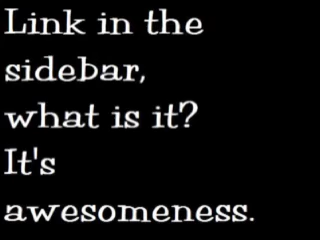 Link in the
sidebar,
what is it?
It's
awesomeness.